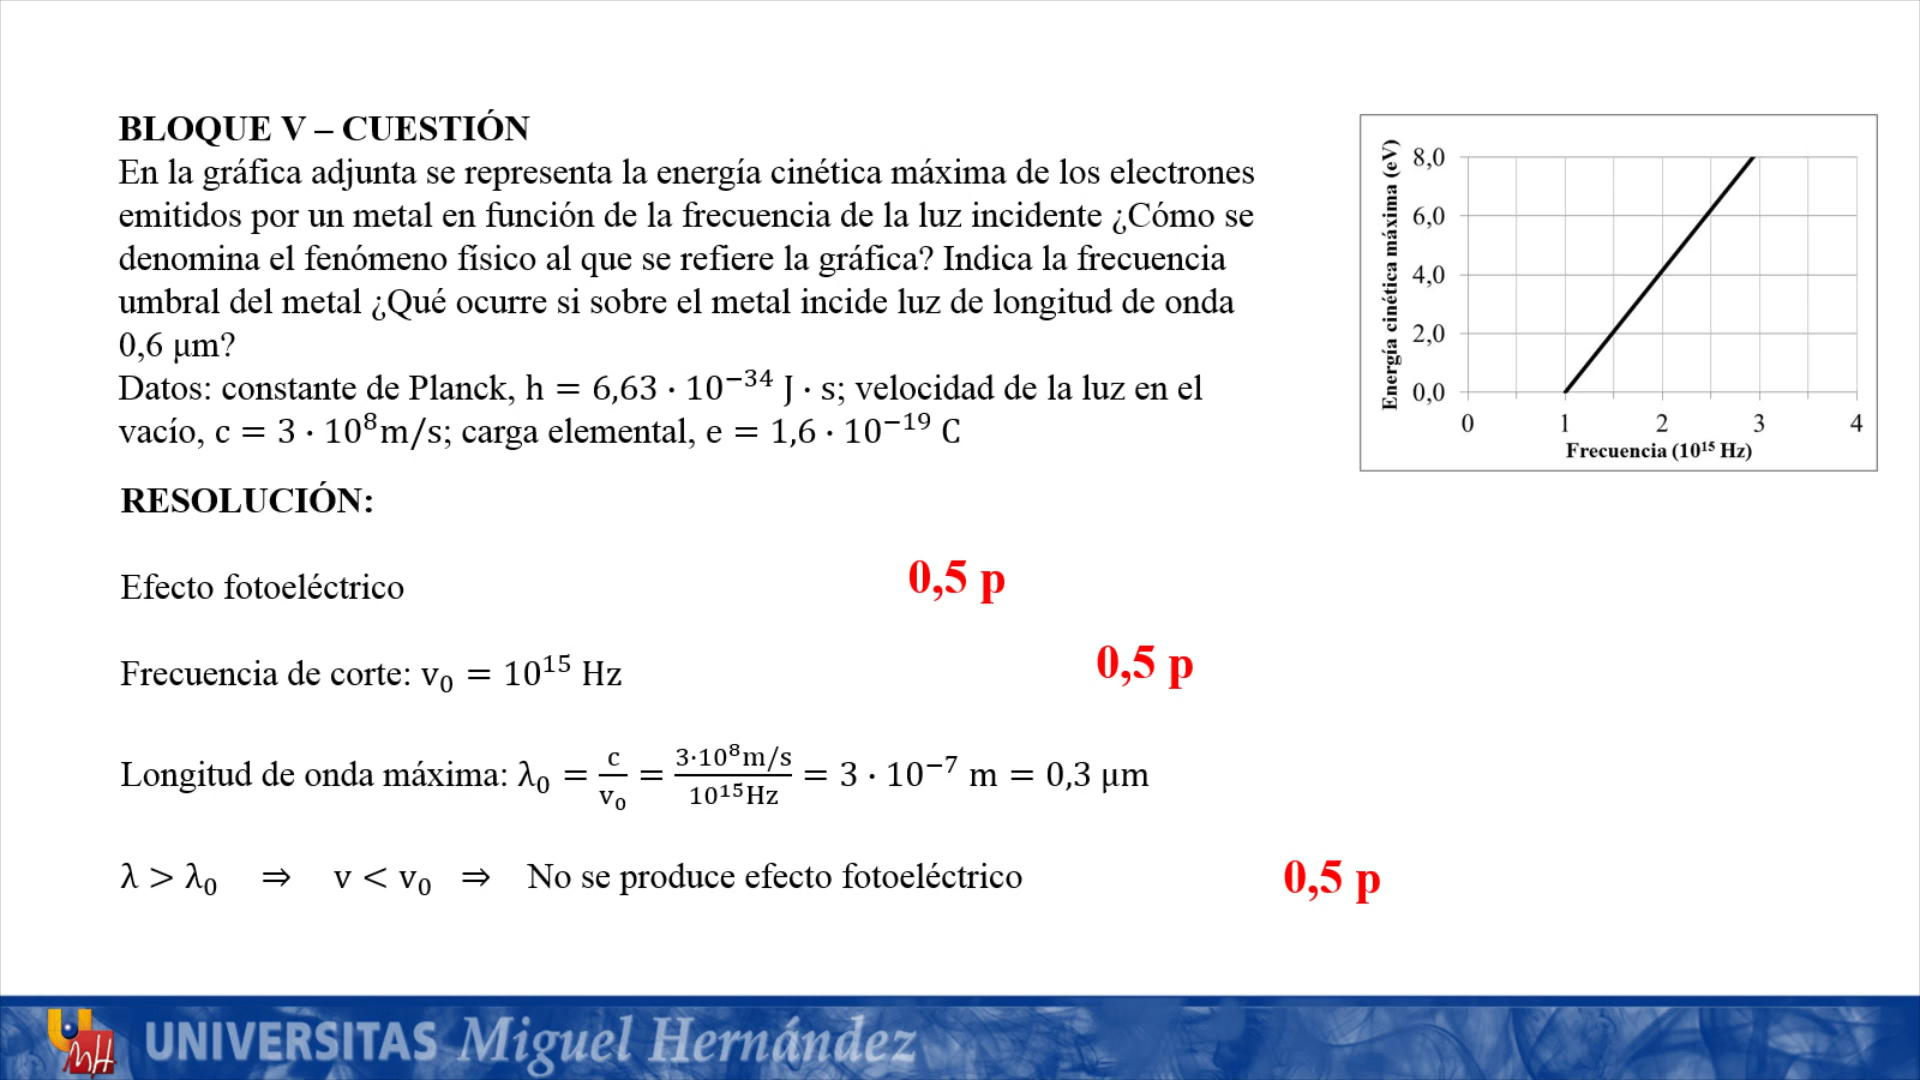 BLOQUE V – CUESTIÓN
En la gráfica adjunta se representa la energía cinética máxima de los electrones
emitidos por un metal en función de la frecuencia de la luz incidente ¿Cómo se
denomina el fenómeno físico al que se refiere la gráfica? Indica la frecuencia
umbral del metal ¿Qué ocurre si sobre el metal incide luz de longitud de onda
0,6 μm?
Datos: constante de Planck, h = 6,63 · 10⁻³⁴ J · s; velocidad de la luz en el
vacío, c = 3 · 10⁸m/s; carga elemental, e = 1,6 · 10⁻¹⁹ C
Energía cinética máxima (eV)
8,0
6,0
4,0
2,0
0,0
0 1 2 3 4
Frecuencia (10¹⁵ Hz)
RESOLUCIÓN:
Efecto fotoeléctrico 0,5 p
Frecuencia de corte: ν₀ = 10¹⁵ Hz 0,5 p
Longitud de onda máxima: λ₀ = c/ν₀ = 3·10⁸m/s / 10¹⁵Hz = 3 · 10⁻⁷ m = 0,3 μm
λ > λ₀ ⇒ ν < ν₀ ⇒ No se produce efecto fotoeléctrico 0,5 p
UNIVERSITAS Miguel Hernández